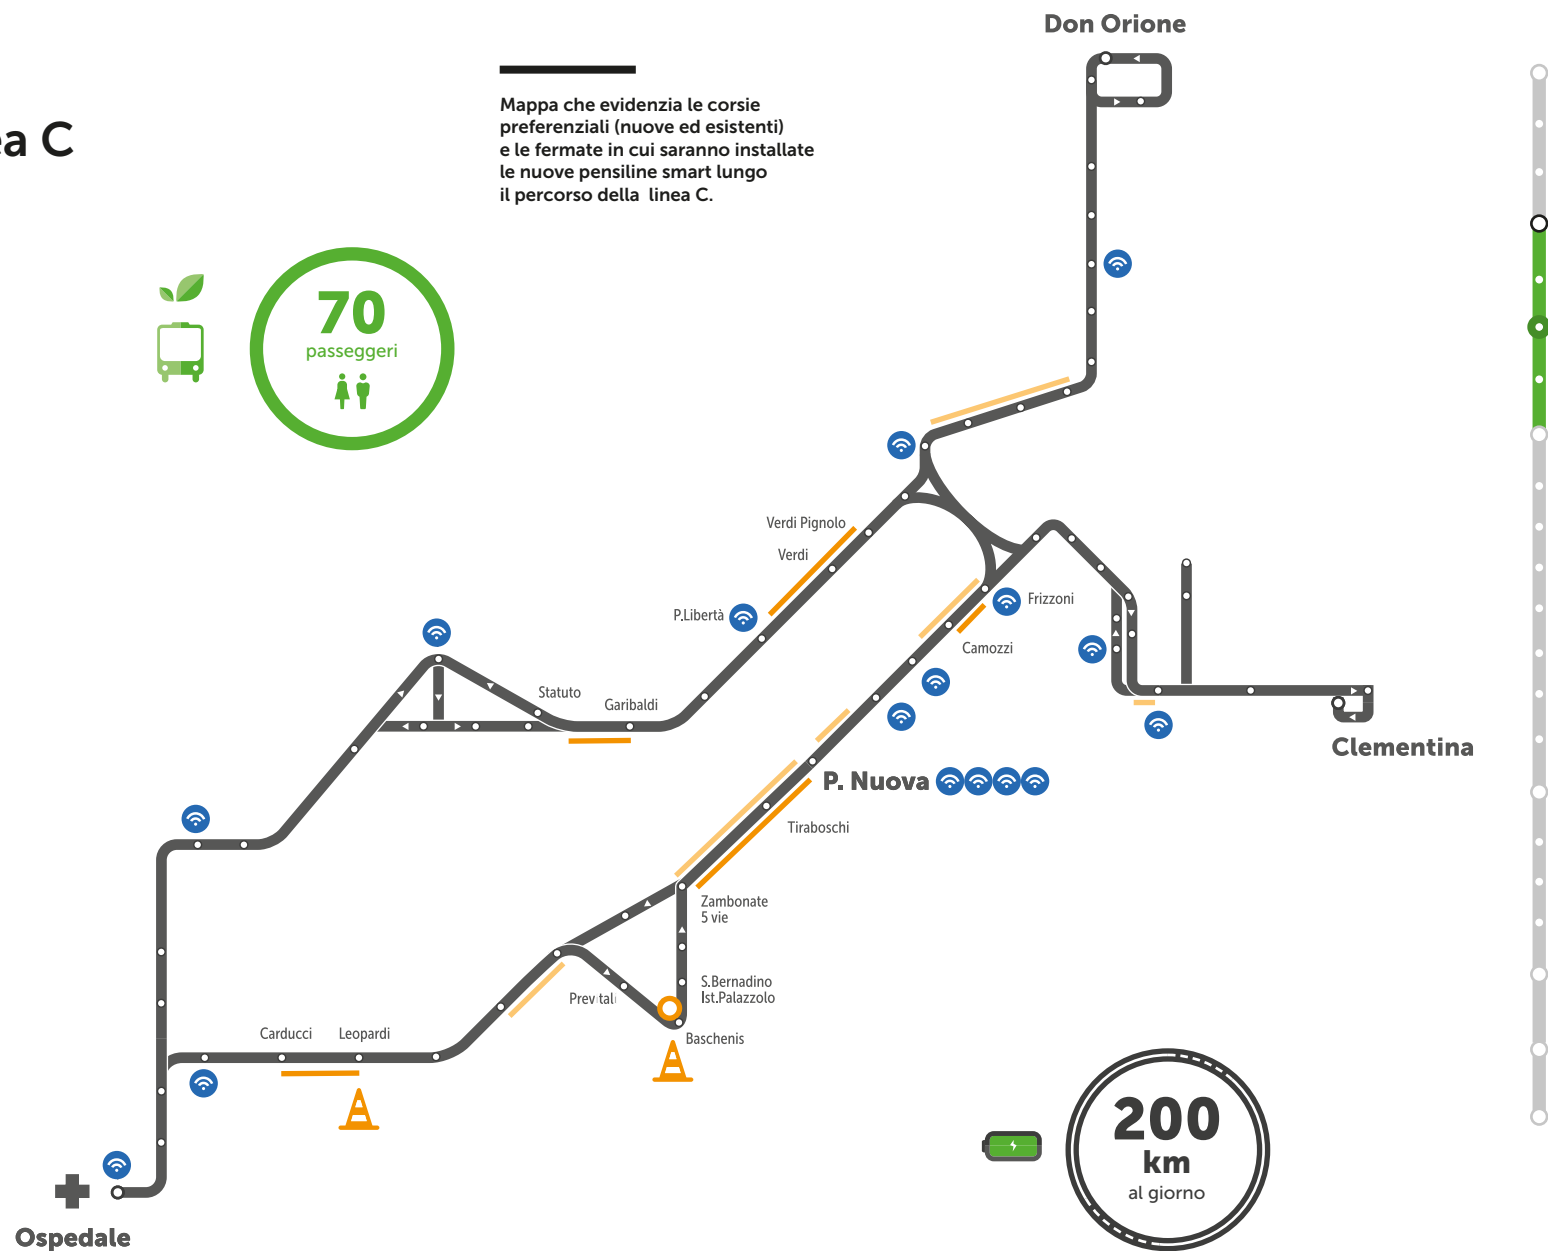 Don Orione
ea C
Mappa che evidenzia le corsie
preferenziali (nuove ed esistenti)
e le fermate in cui saranno installate
le nuove pensiline smart lungo
il percorso della linea C.
70
passeggeri
Verdi Pignolo
Verdi
P.Libertà
Frizzoni
Camozzi
Statuto
Garibaldi
Clementina
P. Nuova
Tiraboschi
Zambonate
5 vie
S.Bernadino
Ist.Palazzolo
Previtali
Baschenis
Carducci
Leopardi
200
km
al giorno
Ospedale